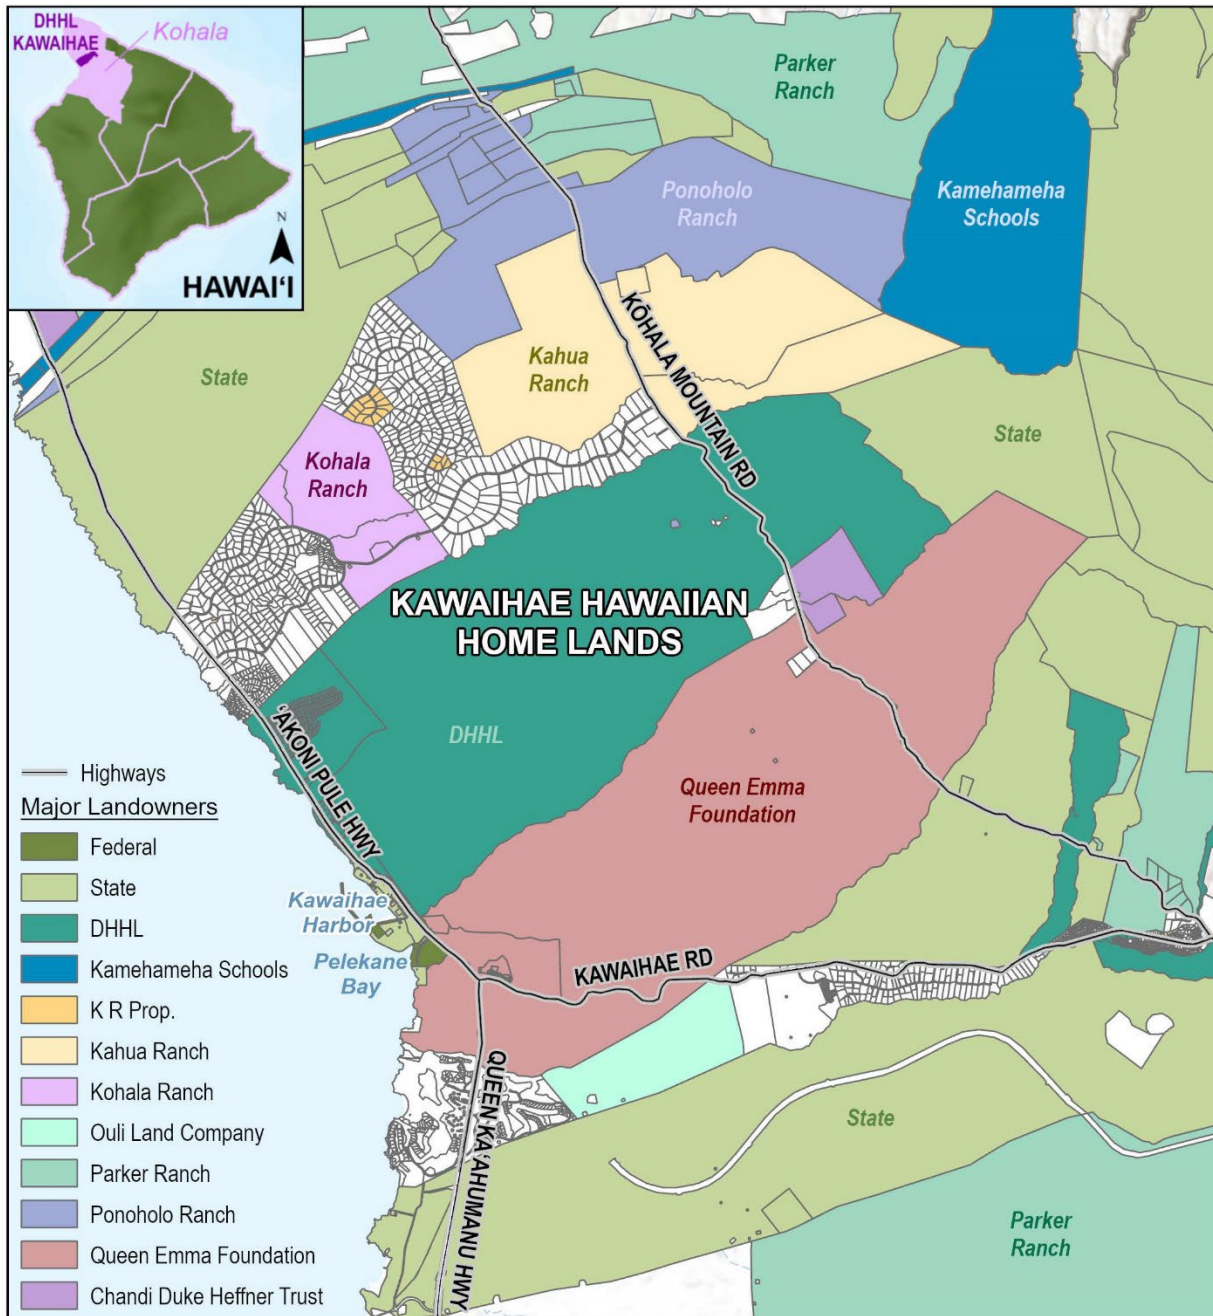 DHHL
KAWAIHAE
Kohala
N
HAWAIʻI
Parker
Ranch
Ponoholo
Ranch
Kamehameha
Schools
KŌHALA MOUNTAIN RD
Kahua
Ranch
State
State
Kohala
Ranch
KAWAIHAE HAWAIIAN
HOME LANDS
DHHL
ʻAKONI PULE HWY
Queen Emma
Foundation
Kawaihae
Harbor
Pelekane
Bay
KAWAIHAE RD
QUEEN KAʻAHUMANU HWY
State
Parker
Ranch
Highways
Major Landowners
Federal
State
DHHL
Kamehameha Schools
K R Prop.
Kahua Ranch
Kohala Ranch
Ouli Land Company
Parker Ranch
Ponoholo Ranch
Queen Emma Foundation
Chandi Duke Heffner Trust